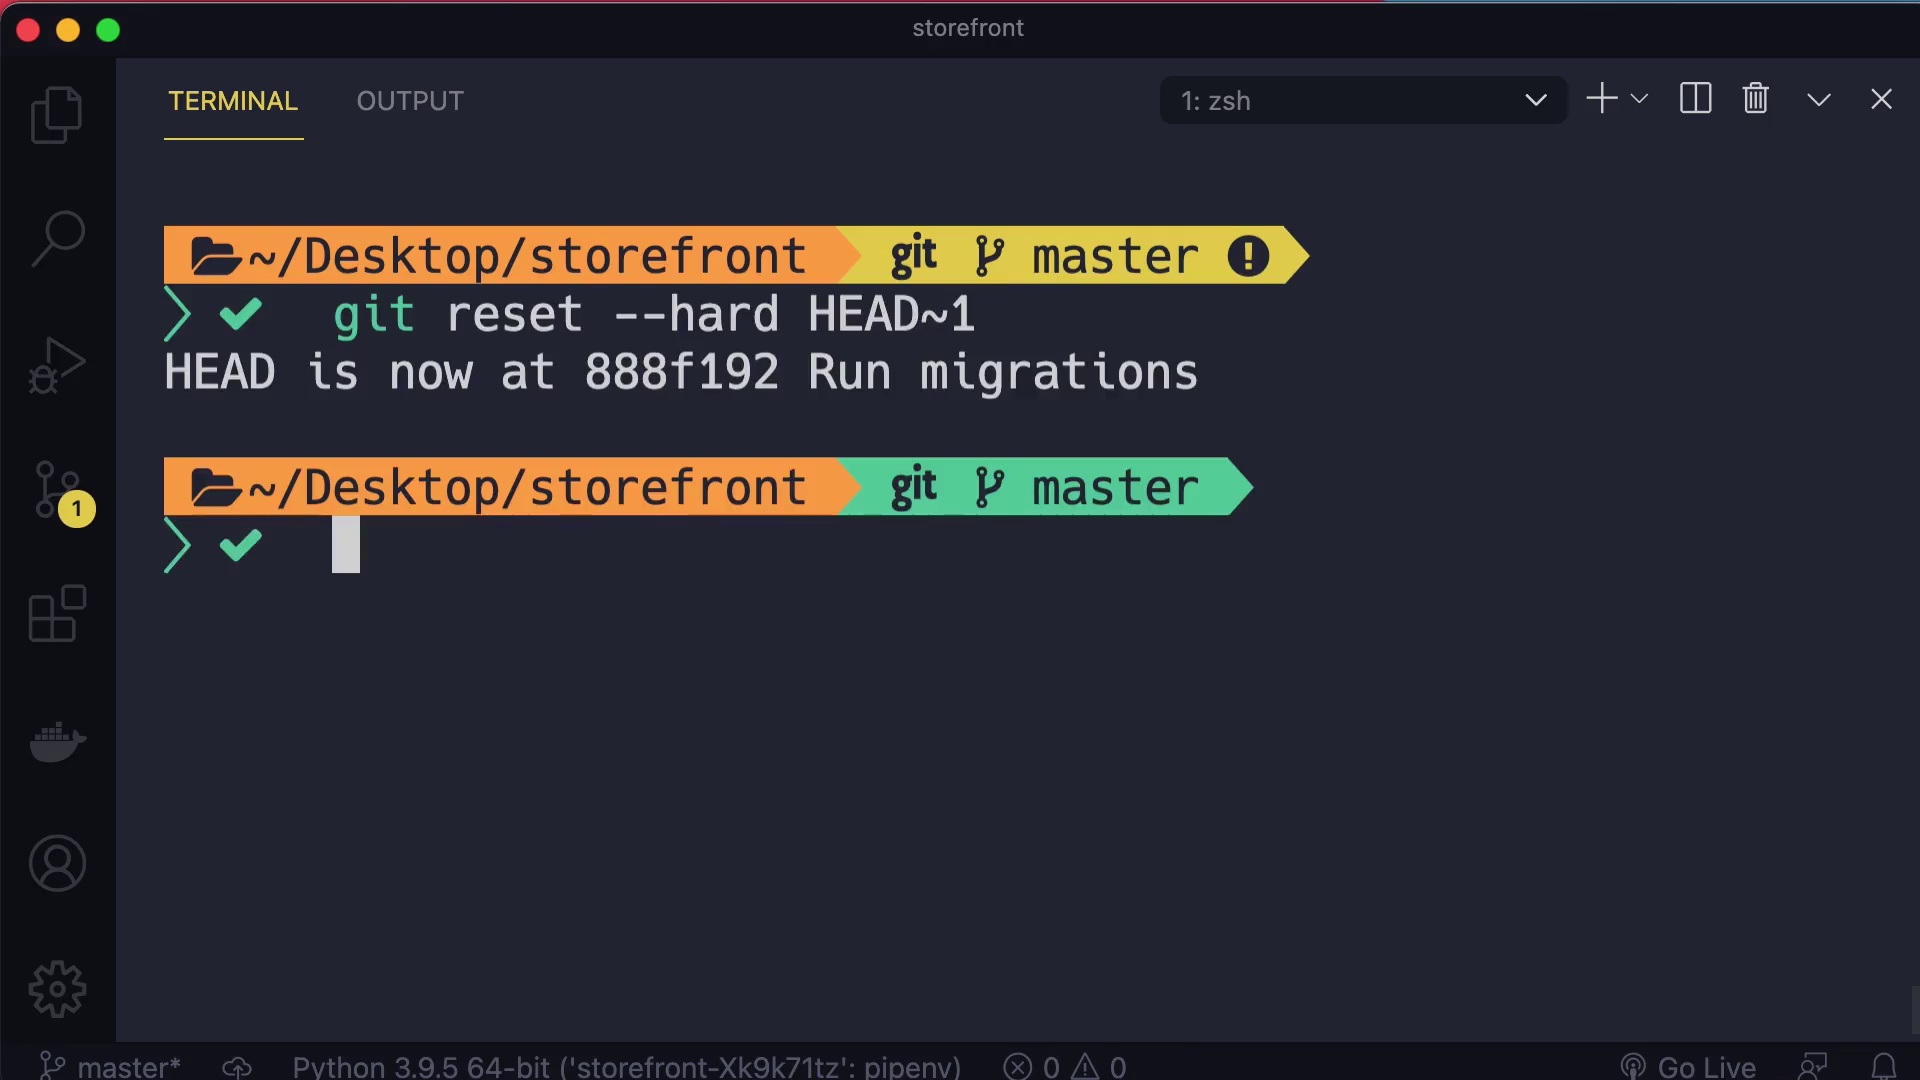 storefront
TERMINAL OUTPUT 1: zsh
~/Desktop/storefront git master !
git reset --hard HEAD~1
HEAD is now at 888f192 Run migrations
~/Desktop/storefront git master
1
master* Python 3.9.5 64-bit ('storefront-Xk9k71tz': pipenv) 0 0 Go Live